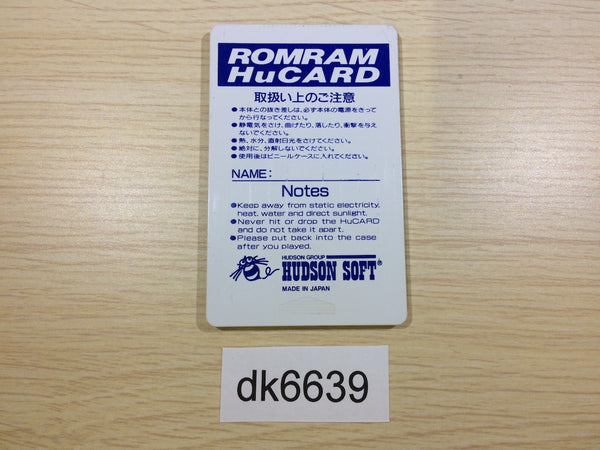 ROMRAM
HuCARD
取扱い上のご注意
●本体との抜き差しは、必ず本体の電源をきって
から行なってください。
●静電気をさけ、曲げたり、落したり、衝撃を与え
ないでください。
●熱、水分、直射日光をさけてください。
●絶対に、分解しないでください。
●使用後はビニールケースに入れてください。
NAME:
Notes
●Keep away from static electricity,
heat, water and direct sunlight.
●Never hit or drop the HuCARD
and do not take it apart.
●Please put back into the case
after you played.
HUDSON GROUP
HUDSON SOFT®
MADE IN JAPAN
dk6639